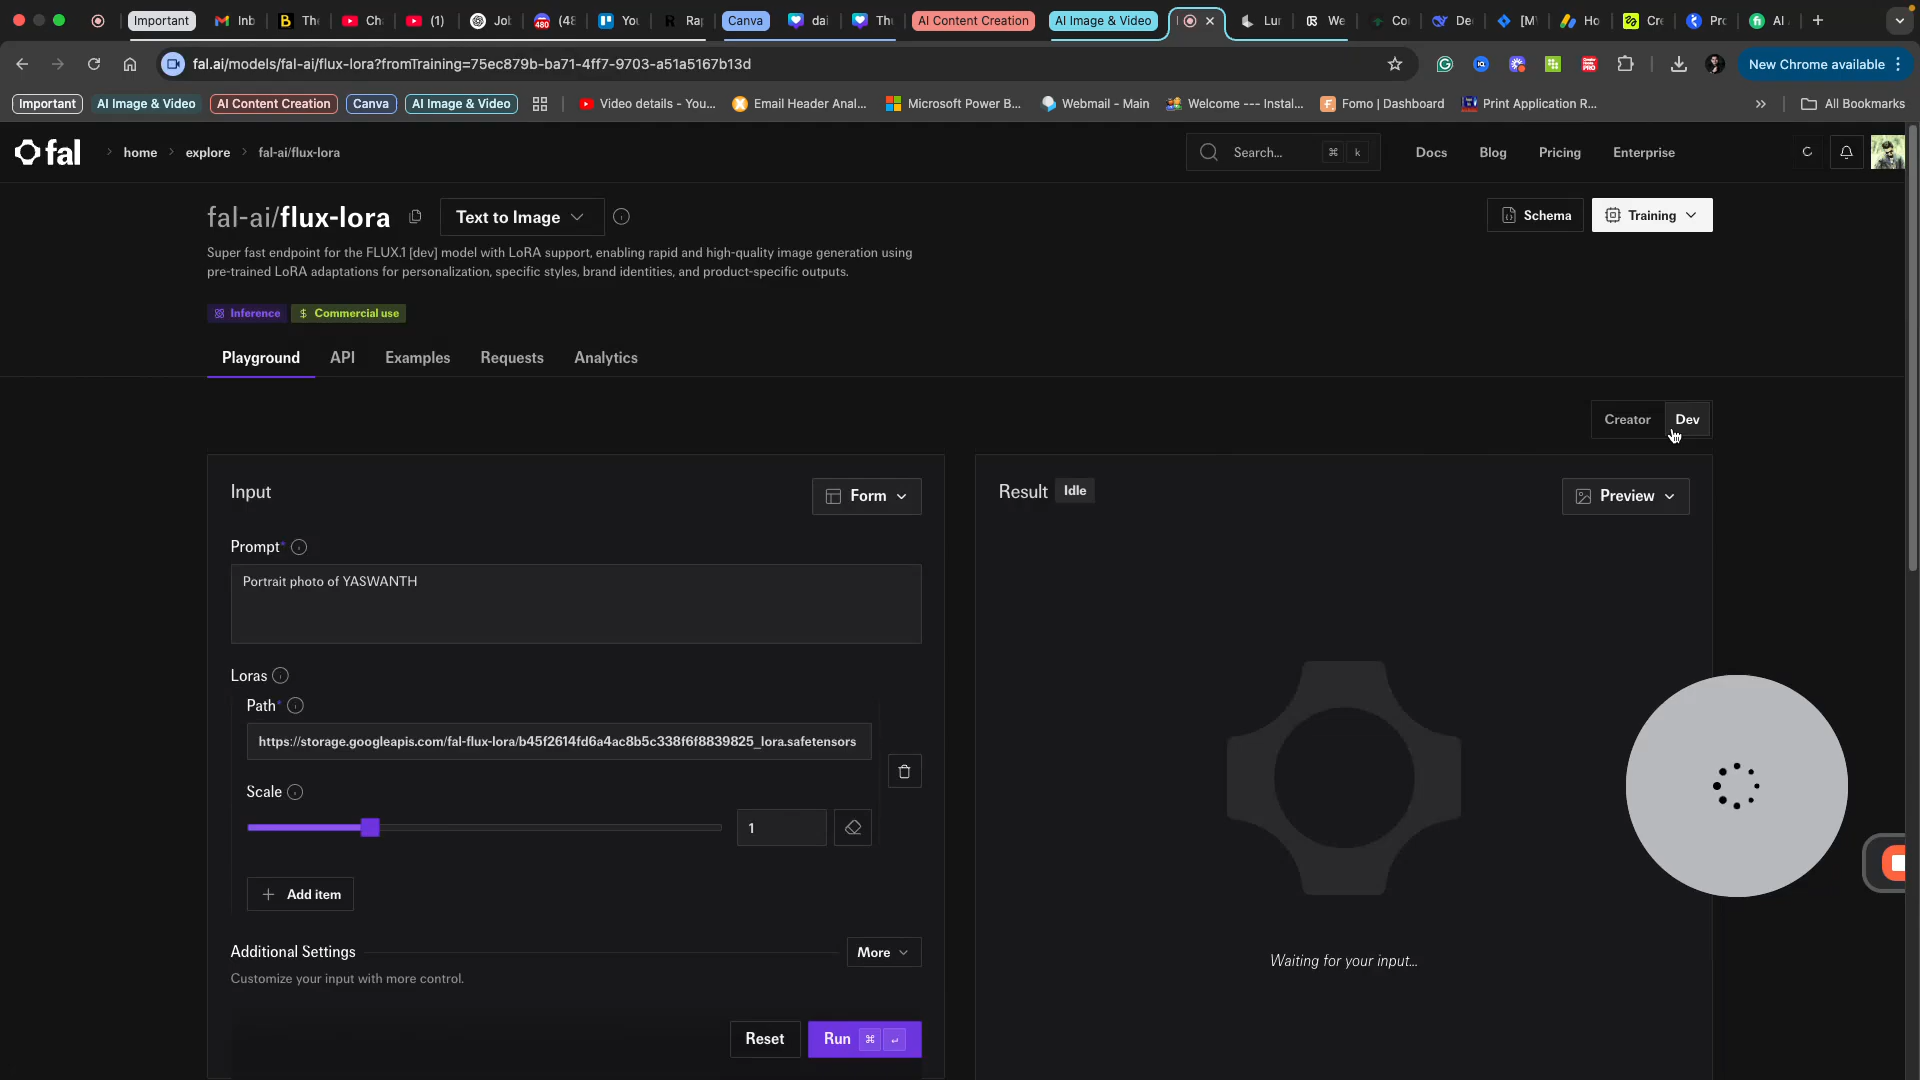 Important
Inb
Th
Ch
(1)
Jol
(48
You
Ra
Canva
dai
Th
AI Content Creation
AI Image & Video
Lur
We
Co
De
[M
Ho
Cre
Pro
AI
fal.ai/models/fal-ai/flux-lora?fromTraining=75ec879b-ba71-4ff7-9703-a51a5167b13d
New Chrome available
Important
AI Image & Video
AI Content Creation
Canva
AI Image & Video
Video details - You...
Email Header Anal...
Microsoft Power B...
Webmail - Main
Welcome --- Instal...
Fomo | Dashboard
Print Application R...
»
All Bookmarks
fal
home
explore
fal-ai/flux-lora
Search...
⌘ k
Docs
Blog
Pricing
Enterprise
fal-ai/flux-lora
Text to Image
Schema
Training
Super fast endpoint for the FLUX.1 [dev] model with LoRA support, enabling rapid and high-quality image generation using
pre-trained LoRA adaptations for personalization, specific styles, brand identities, and product-specific outputs.
Inference
$ Commercial use
Playground
API
Examples
Requests
Analytics
Creator
Dev
Input
Form
Result
Idle
Preview
Prompt*
Portrait photo of YASWANTH
Loras
Path*
https://storage.googleapis.com/fal-flux-lora/b45f2614fd6a4ac8b5c338f6f8839825_lora.safetensors
Scale
1
+ Add item
Additional Settings
More
Customize your input with more control.
Waiting for your input...
Reset
Run ⌘ ↵